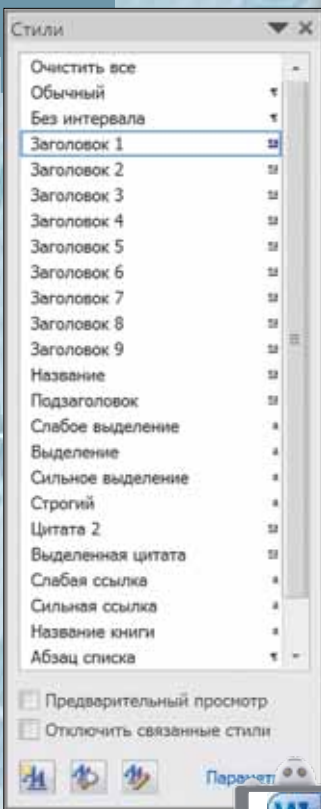 Стили
Очистить все
Обычный
Без интервала
Заголовок 1
Заголовок 2
Заголовок 3
Заголовок 4
Заголовок 5
Заголовок 6
Заголовок 7
Заголовок 8
Заголовок 9
Название
Подзаголовок
Слабое выделение
Выделение
Сильное выделение
Строгий
Цитата 2
Выделенная цитата
Слабая ссылка
Сильная ссылка
Название книги
Абзац списка
Предварительный просмотр
Отключить связанные стили